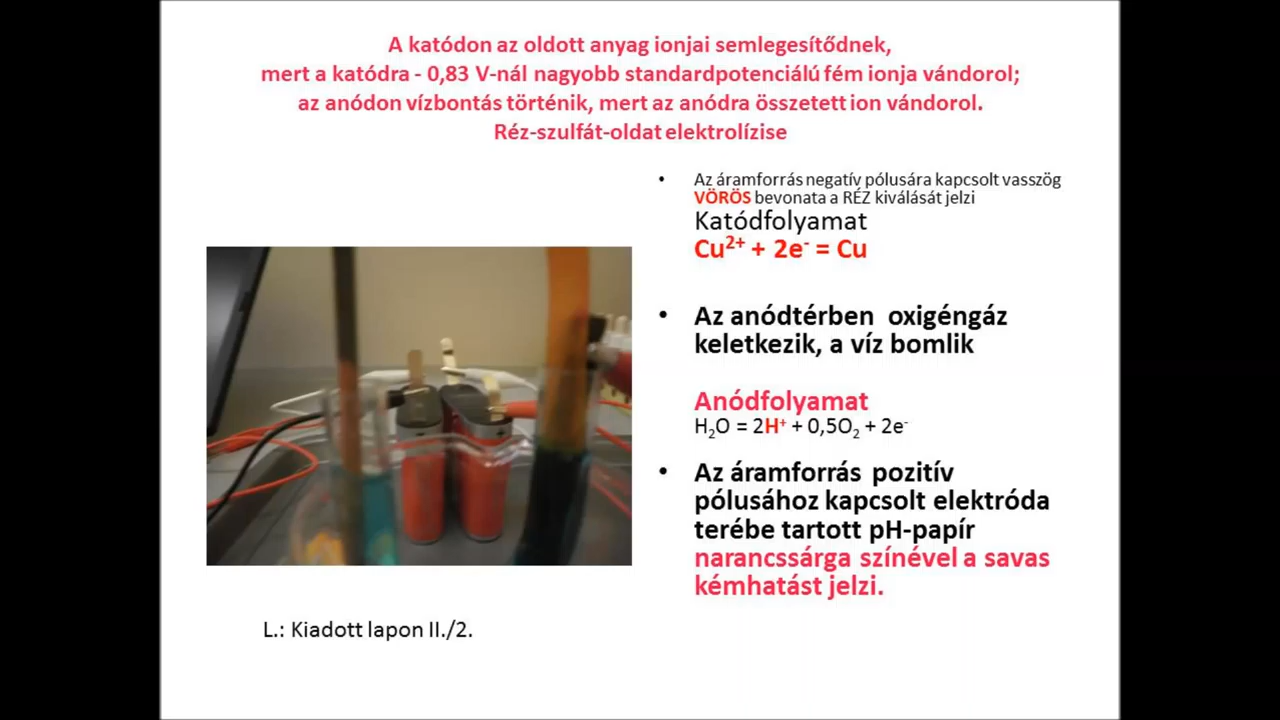 A katódon az oldott anyag ionjai semlegesítődnek,
mert a katódra - 0,83 V-nál nagyobb standardpotenciálú fém ionja vándorol;
az anódon vízbontás történik, mert az anódra összetett ion vándorol.
Réz-szulfát-oldat elektrolízise
• Az áramforrás negatív pólusára kapcsolt vasszög
VÖRÖS bevonata a RÉZ kiválását jelzi
Katódfolyamat
Cu²⁺ + 2e⁻ = Cu
• Az anódtérben oxigéngáz
keletkezik, a víz bomlik
Anódfolyamat
H₂O = 2H⁺ + 0,5O₂ + 2e⁻
• Az áramforrás pozitív
pólusához kapcsolt elektróda
terébe tartott pH-papír
narancssárga színével a savas
kémhatást jelzi.
L.: Kiadott lapon II./2.